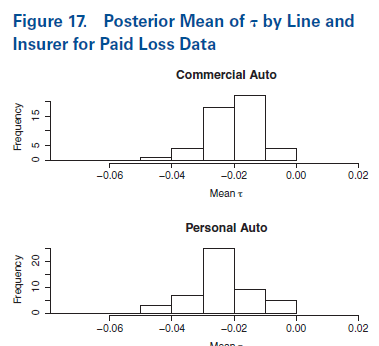 Figure 17. Posterior Mean of τ by Line and
Insurer for Paid Loss Data
Commercial Auto
Frequency
15
5
0
-0.06 -0.04 -0.02 0.00 0.02
Mean τ
Personal Auto
Frequency
20
10
0
-0.06 -0.04 -0.02 0.00 0.02
Mean